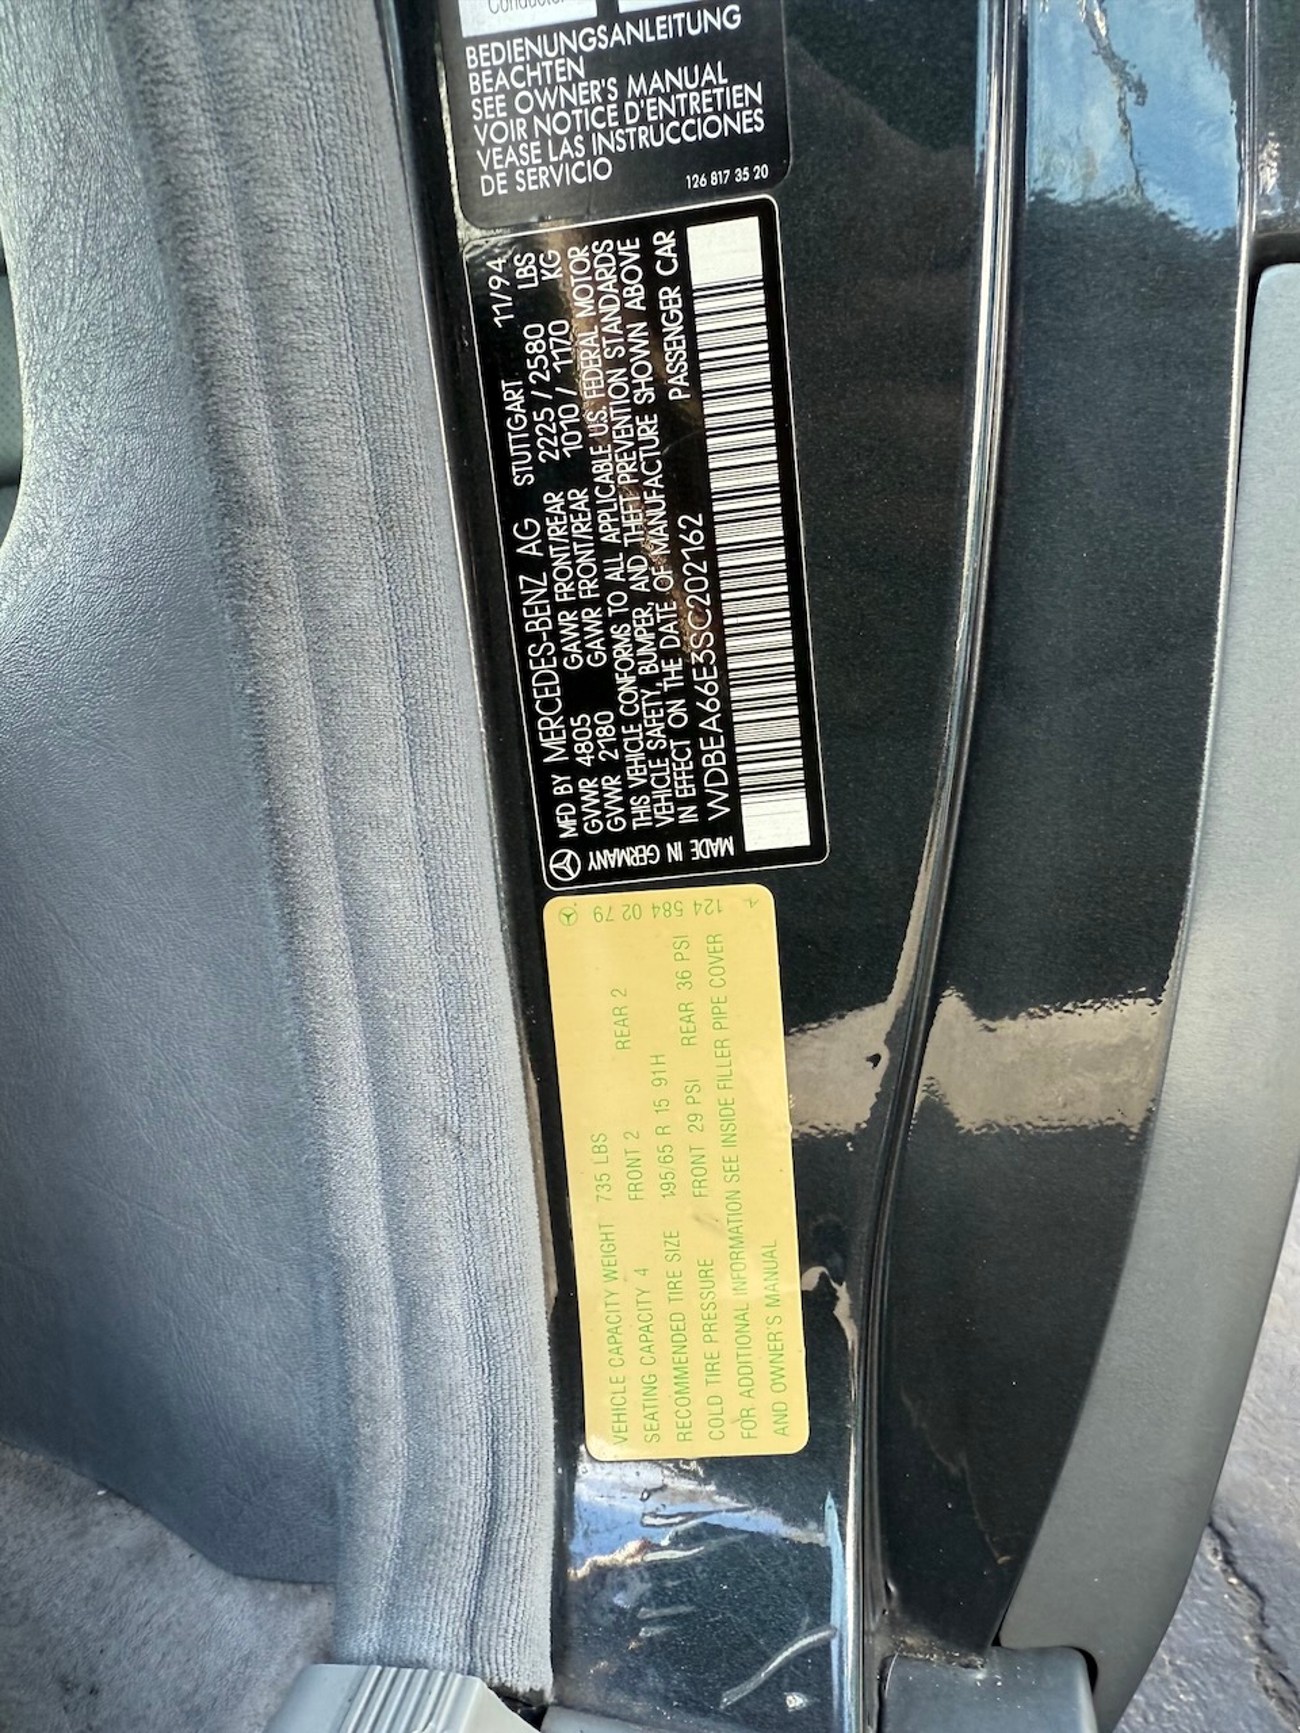 BEDIENUNGSANLEITUNG
BEACHTEN
SEE OWNER'S MANUAL
VOIR NOTICE D'ENTRETIEN
VEASE LAS INSTRUCCIONES
DE SERVICIO
126 817 35 20
MFD BY MERCEDES-BENZ AG STUTTGART 11/94
GVWR 4805 GAWR FRONT/REAR 2225 / 2580 LBS
GVWR 2180 GAWR FRONT/REAR 1010 / 1170 KG
THIS VEHICLE CONFORMS TO ALL APPLICABLE U.S. FEDERAL MOTOR
VEHICLE SAFETY, BUMPER, AND THEFT PREVENTION STANDARDS
IN EFFECT ON THE DATE OF MANUFACTURE SHOWN ABOVE
WDBEA66E3SC202162 PASSENGER CAR
MADE IN GERMANY
124 584 02 79
VEHICLE CAPACITY WEIGHT 735 LBS
SEATING CAPACITY 4 FRONT 2 REAR 2
RECOMMENDED TIRE SIZE 195/65 R 15 91H
COLD TIRE PRESSURE FRONT 29 PSI REAR 36 PSI
FOR ADDITIONAL INFORMATION SEE INSIDE FILLER PIPE COVER
AND OWNER'S MANUAL